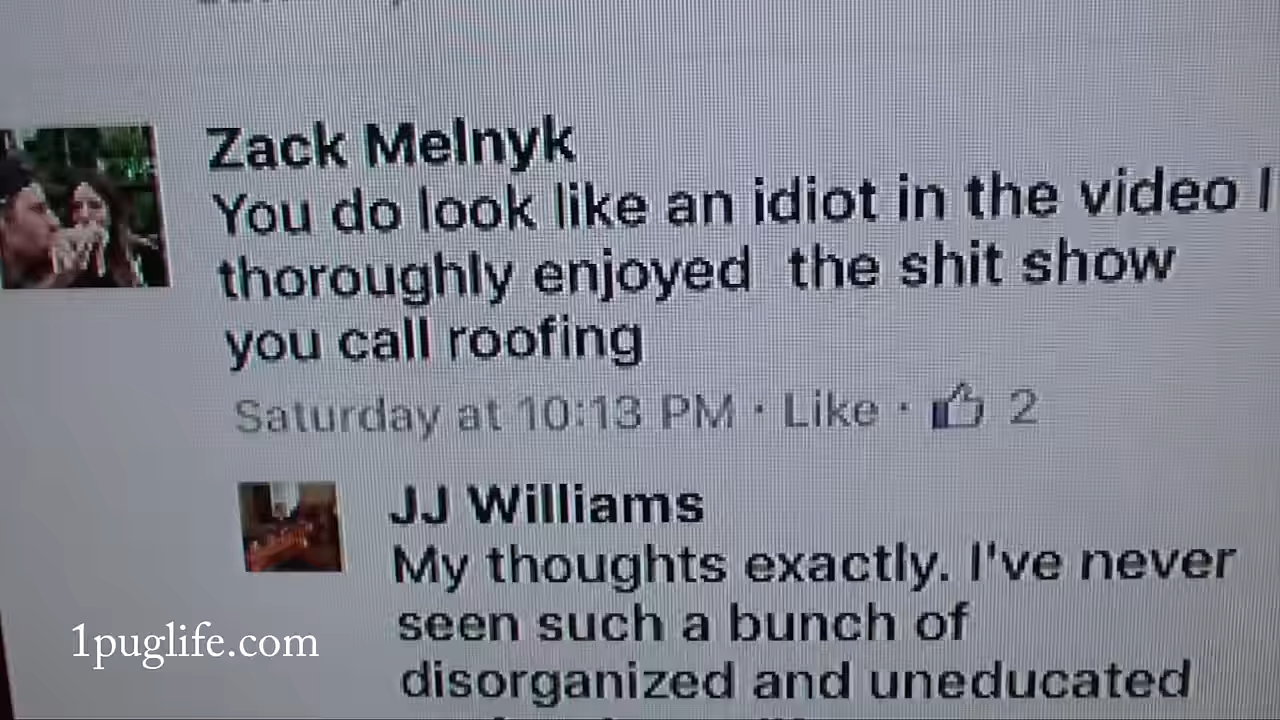 Zack Melnyk
You do look like an idiot in the video I
thoroughly enjoyed  the shit show
you call roofing
Saturday at 10:13 PM · Like · 2
JJ Williams
My thoughts exactly. I've never
seen such a bunch of
disorganized and uneducated
1puglife.com